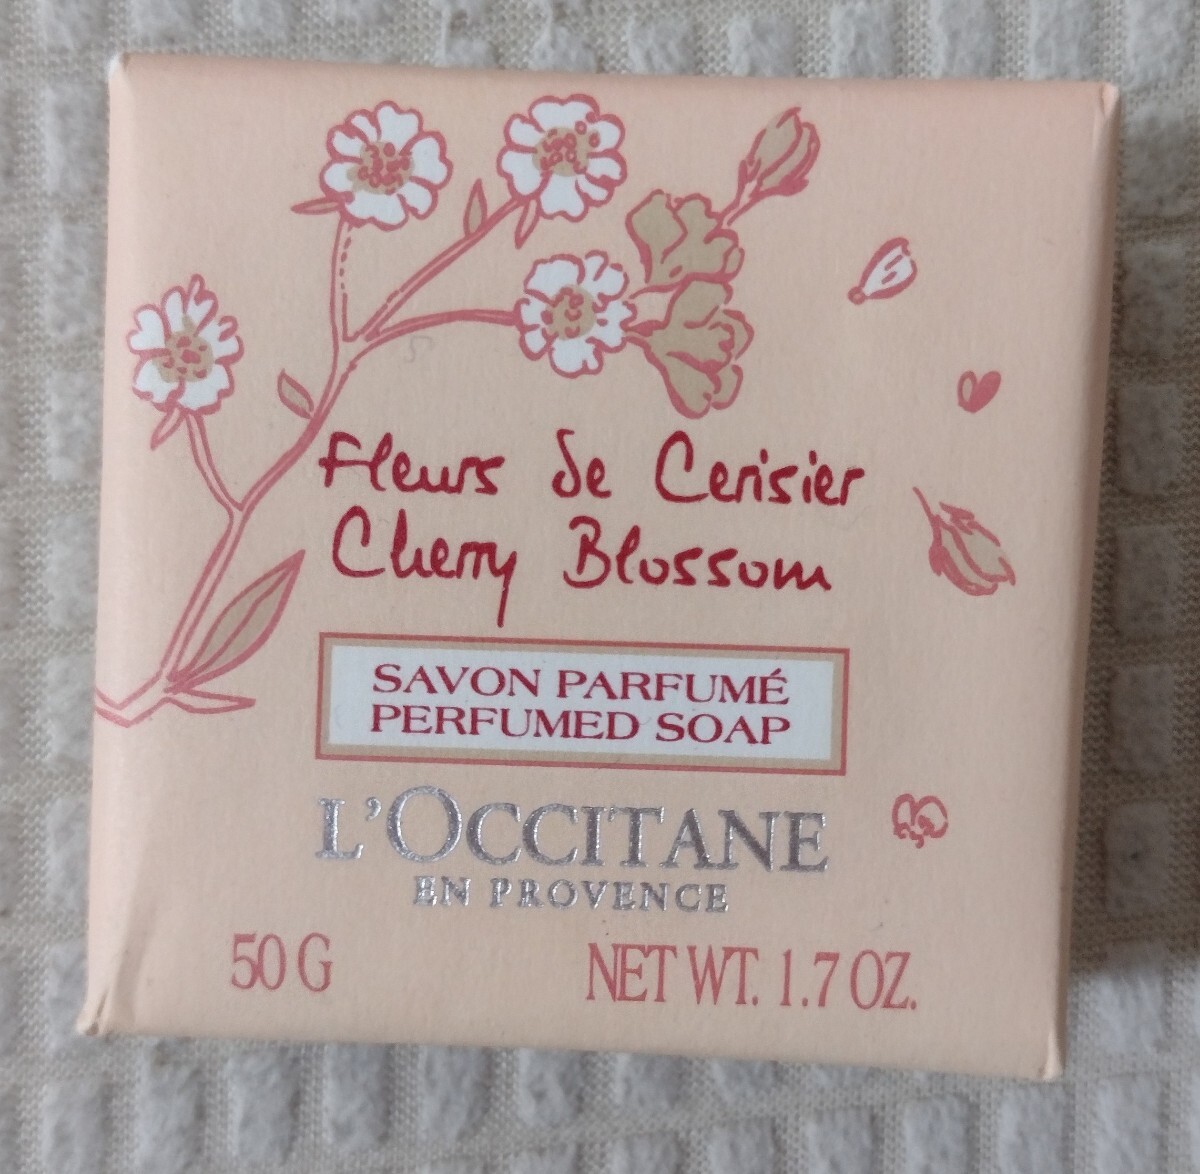 Fleurs de Cerisier
Cherry Blossom
SAVON PARFUMÉ
PERFUMED SOAP
L'OCCITANE
EN PROVENCE
50 G NET WT. 1.7 OZ.